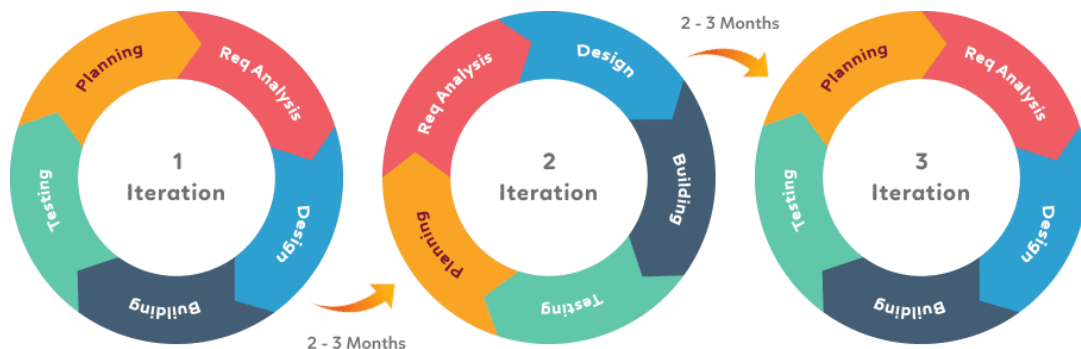 Planning
Req Analysis
Design
Building
Testing
1
Iteration
2 - 3 Months
Planning
Req Analysis
Design
Building
Testing
2
Iteration
2 - 3 Months
Planning
Req Analysis
Design
Building
Testing
3
Iteration